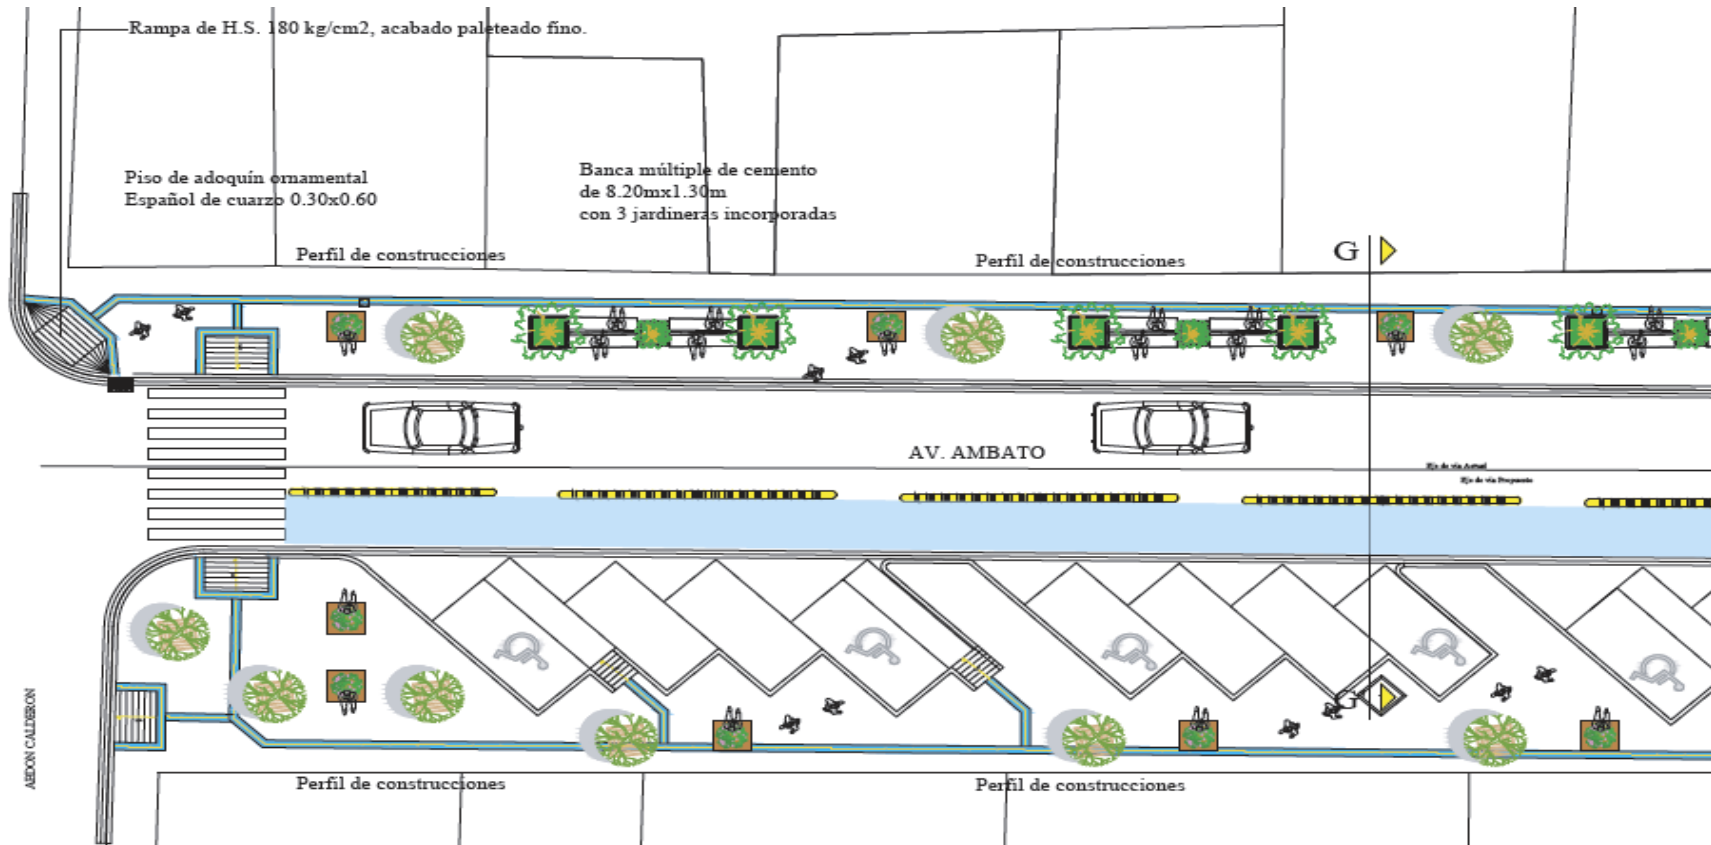 Rampa de H.S. 180 kg/cm2, acabado paleteado fino.
Piso de adoquín ornamental
Español de cuarzo 0.30x0.60
Banca múltiple de cemento
de 8.20mx1.30m
con 3 jardineras incorporadas
Perfil de construcciones
Perfil de construcciones
G
AV. AMBATO
Eje de vía Actual
Eje de vía Propuesto
G
ABDON CALDERON
Perfil de construcciones
Perfil de construcciones